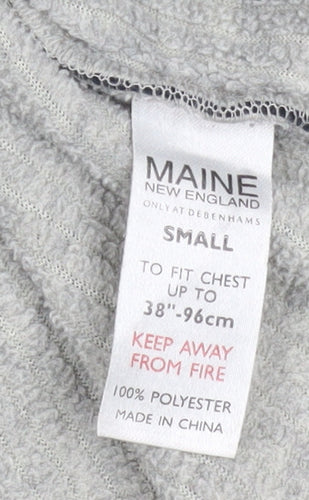 MAINE
NEW ENGLAND
ONLY AT DEBENHAMS
SMALL
TO FIT CHEST
UP TO
38"-96cm
KEEP AWAY
FROM FIRE
100% POLYESTER
MADE IN CHINA